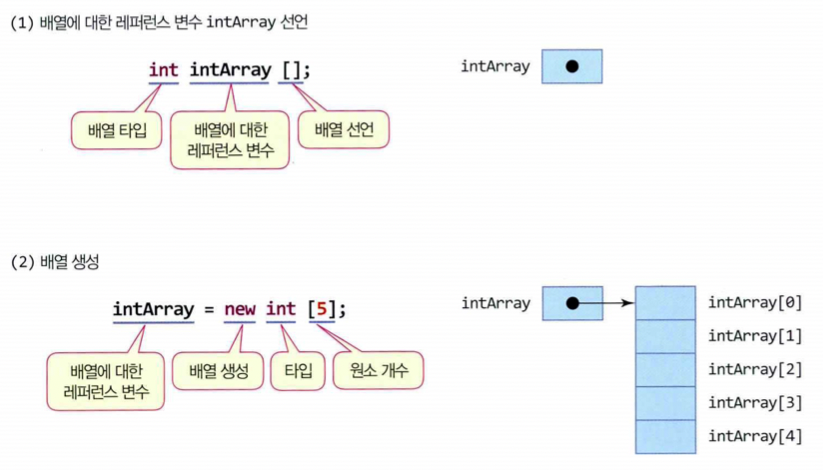 (1) 배열에 대한 레퍼런스 변수 intArray 선언
int intArray [];
배열 타입
배열에 대한
레퍼런스 변수
배열 선언
intArray
(2) 배열 생성
intArray = new int [5];
배열에 대한
레퍼런스 변수
배열 생성
타입
원소 개수
intArray
intArray[0]
intArray[1]
intArray[2]
intArray[3]
intArray[4]